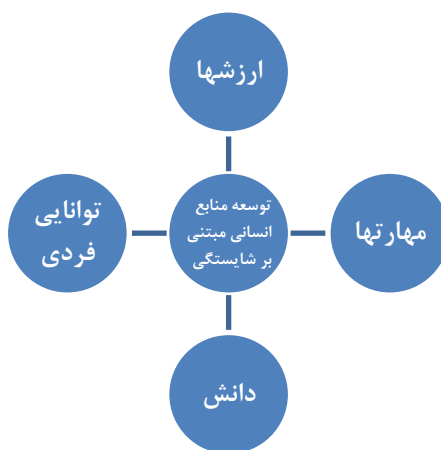 ارزشها
توسعه منابع
انسانی مبتنی
بر شایستگی
مهارتها
توانایی
فردی
دانش